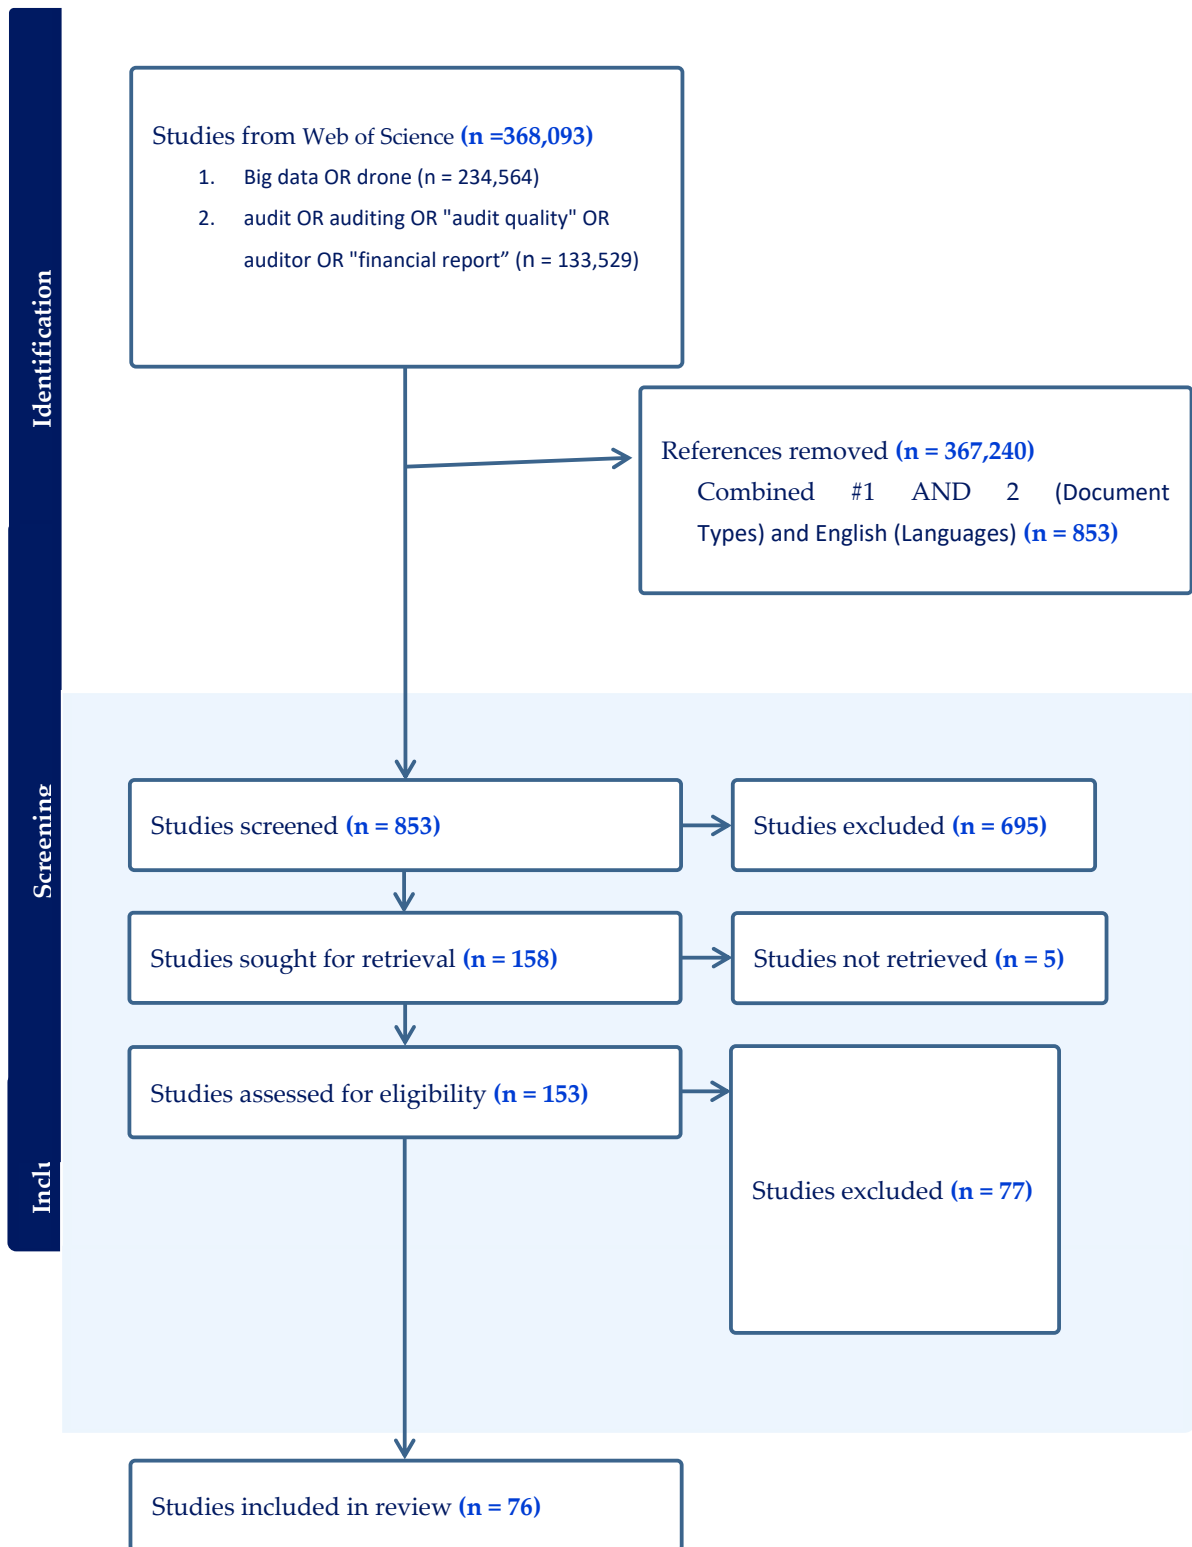 Identification
Studies from Web of Science (n =368,093)
1. Big data OR drone (n = 234,564)
2. audit OR auditing OR "audit quality" OR
auditor OR "financial report” (n = 133,529)
References removed (n = 367,240)
Combined #1 AND 2 (Document
Types) and English (Languages) (n = 853)
Screening
Studies screened (n = 853)
Studies excluded (n = 695)
Studies sought for retrieval (n = 158)
Studies not retrieved (n = 5)
Studies assessed for eligibility (n = 153)
Studies excluded (n = 77)
Studies included in review (n = 76)